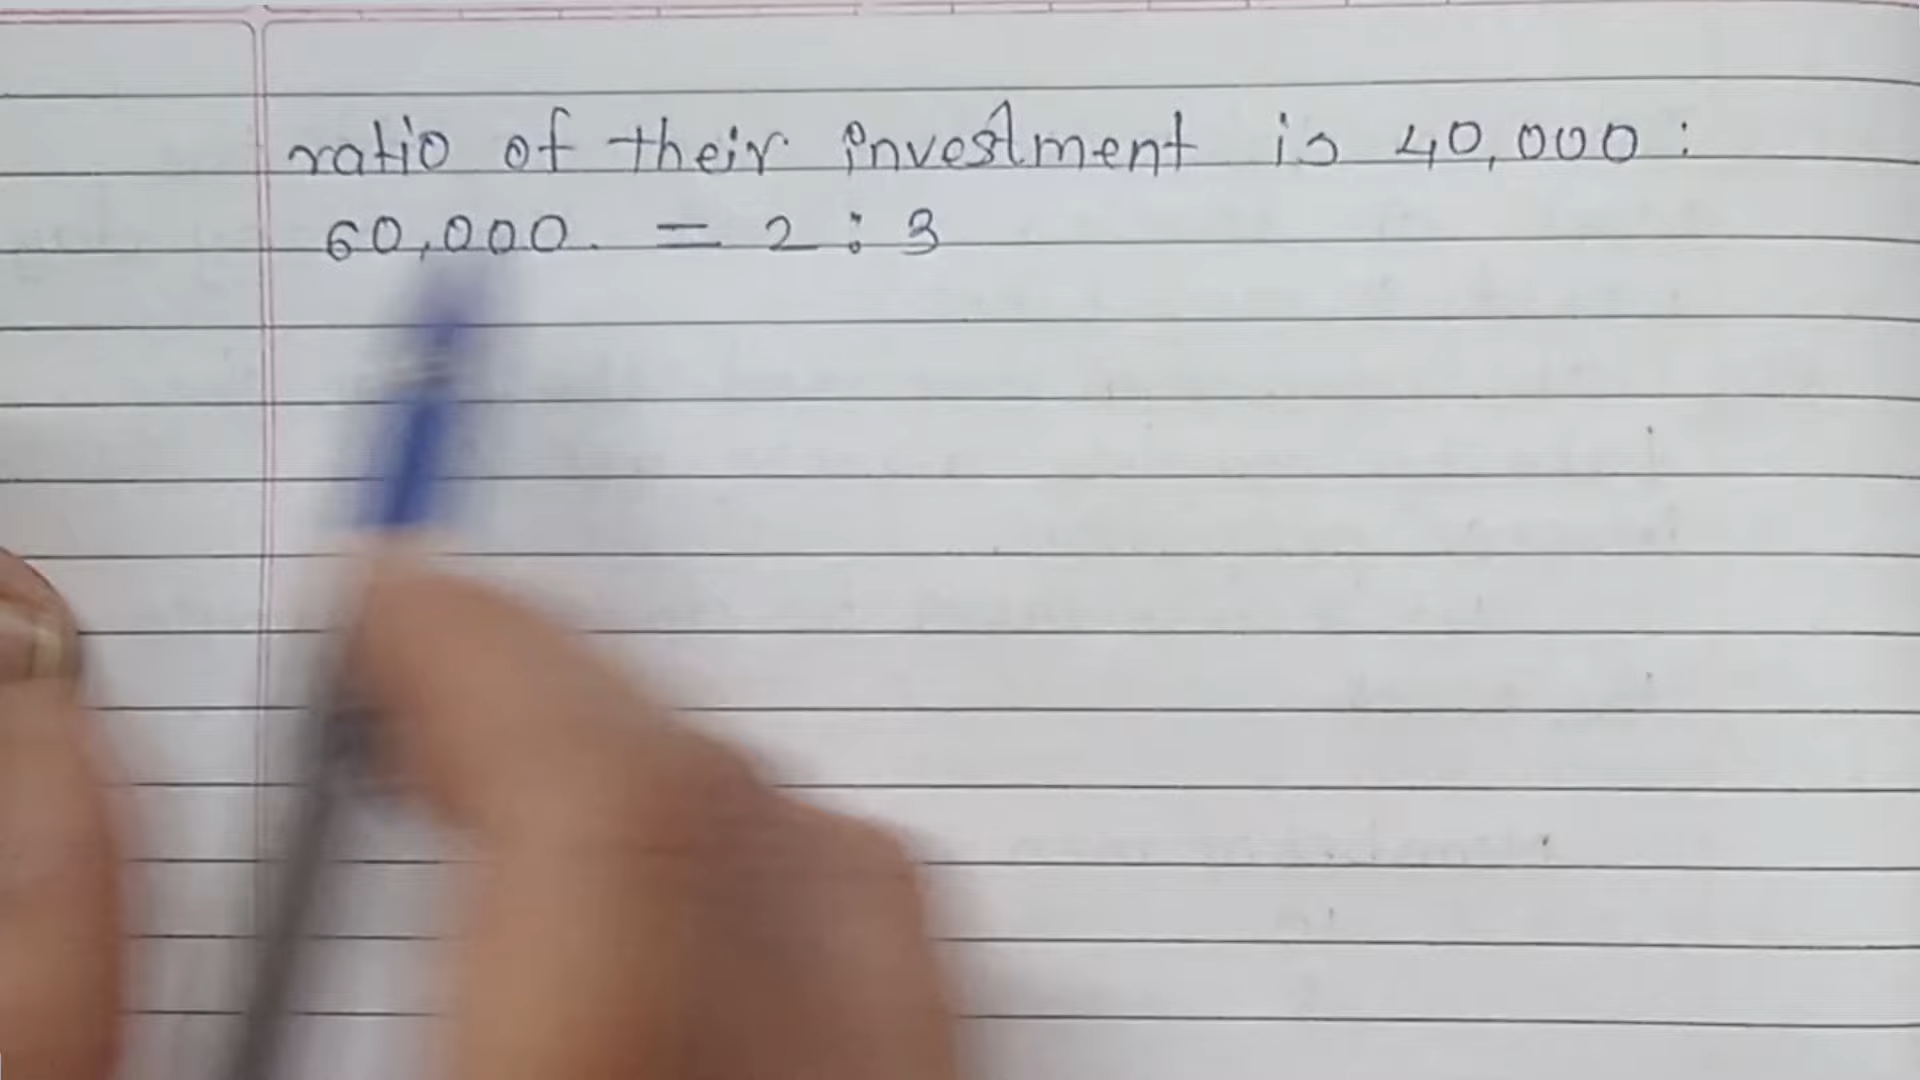 ratio of their investment is 40,000 :
60,000. = 2 : 3